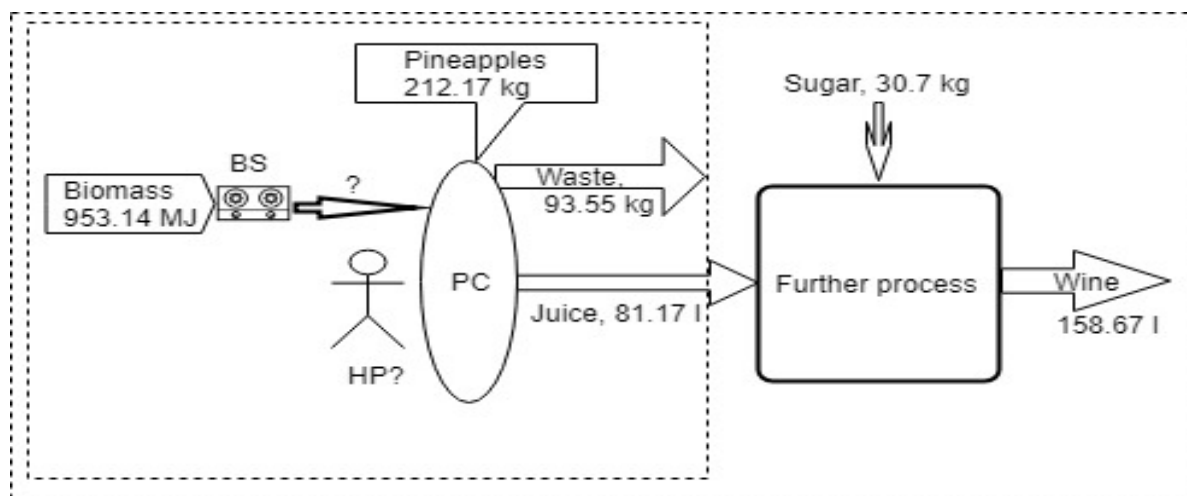 Pineapples
212.17 kg
Sugar, 30.7 kg
BS
Biomass
953.14 MJ
?
Waste,
93.55 kg
PC
Further process
Wine
Juice, 81.17 l
158.67 l
HP?